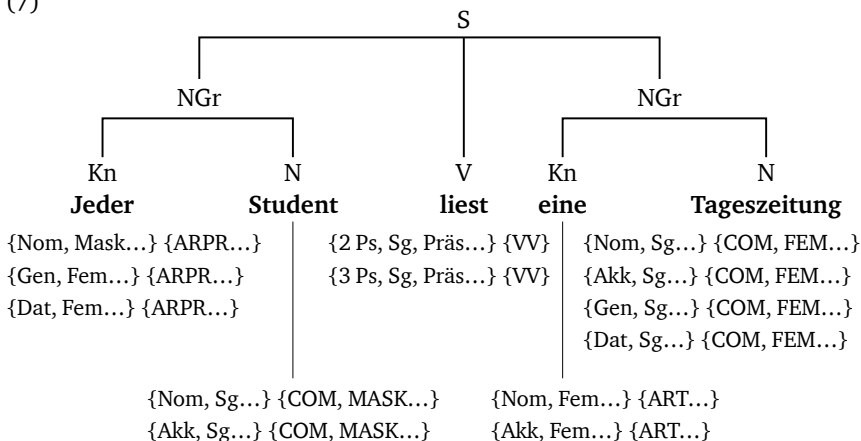 (7)
S
NGr NGr
Kn N V Kn N
Jeder Student liest eine Tageszeitung
{Nom, Mask…} {ARPR…} {2 Ps, Sg, Präs…} {VV} {Nom, Sg…} {COM, FEM…}
{Gen, Fem…} {ARPR…} {3 Ps, Sg, Präs…} {VV} {Akk, Sg…} {COM, FEM…}
{Dat, Fem…} {ARPR…} {Gen, Sg…} {COM, FEM…}
{Dat, Sg…} {COM, FEM…}
{Nom, Sg…} {COM, MASK…} {Nom, Fem…} {ART…}
{Akk, Sg…} {COM, MASK…} {Akk, Fem…} {ART…}